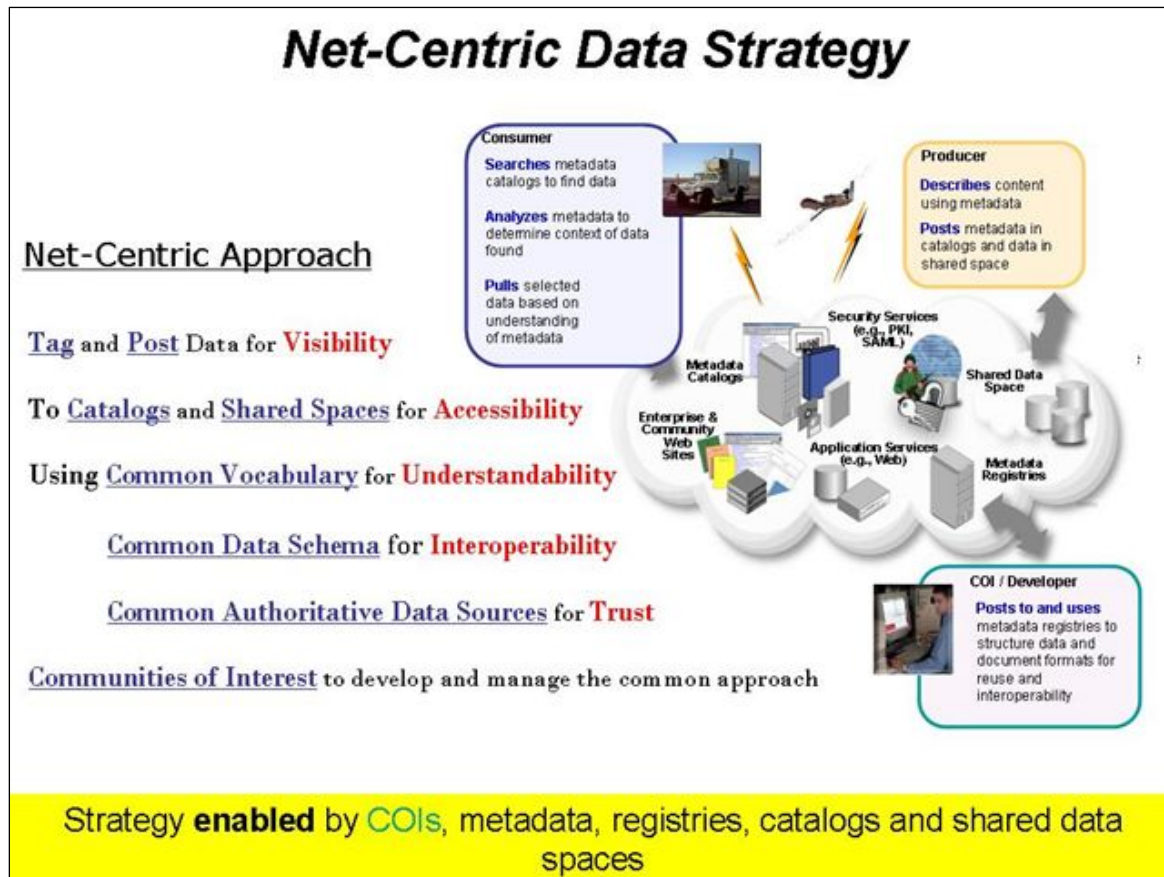 Net-Centric Data Strategy
Net-Centric Approach
Tag and Post Data for Visibility
To Catalogs and Shared Spaces for Accessibility
Using Common Vocabulary for Understandability
Common Data Schema for Interoperability
Common Authoritative Data Sources for Trust
Communities of Interest to develop and manage the common approach
Consumer
Searches metadata
catalogs to find data
Analyzes metadata to
determine context of data
found
Pulls selected
data based on
understanding
of metadata
Producer
Describes content
using metadata
Posts metadata in
catalogs and data in
shared space
Security Services
(e.g., PKI,
SAML)
Metadata
Catalogs
Shared Data
Space
Enterprise &
Community
Web
Sites
Application Services
(e.g., Web)
Metadata
Registries
COI / Developer
Posts to and uses
metadata registries to
structure data and
document formats for
reuse and
interoperability
Strategy enabled by COIs, metadata, registries, catalogs and shared data
spaces